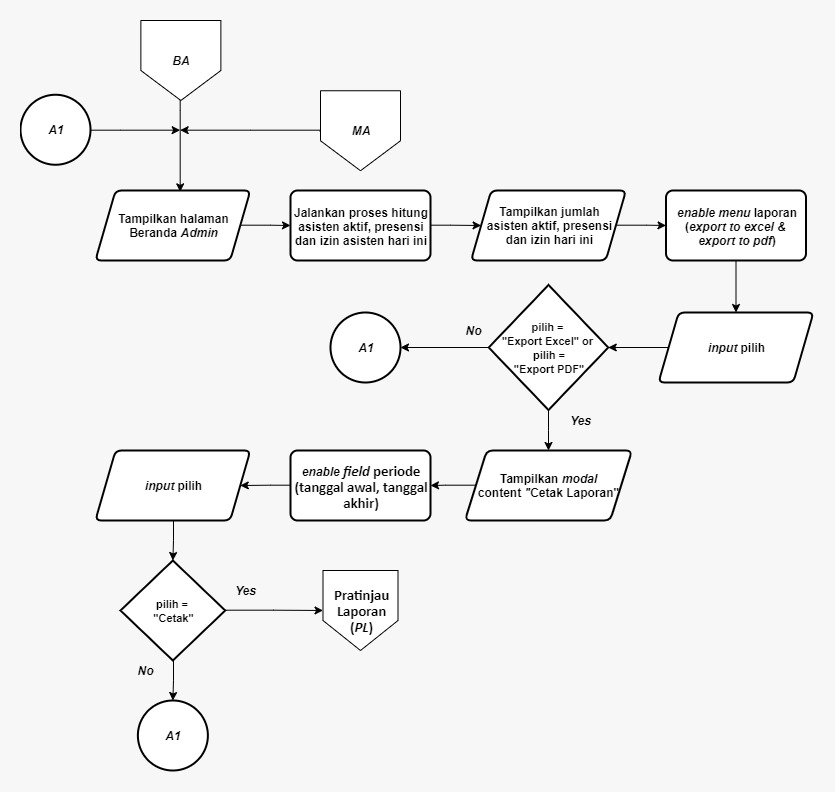 BA
A1
MA
Tampilkan halaman
Beranda Admin
Jalankan proses hitung
asisten aktif, presensi
dan izin asisten hari ini
Tampilkan jumlah
asisten aktif, presensi
dan izin hari ini
enable menu laporan
(export to excel &
export to pdf)
A1
No
pilih =
"Export Excel" or
pilih =
"Export PDF"
input pilih
Yes
input pilih
enable field periode
(tanggal awal, tanggal
akhir)
Tampilkan modal
content "Cetak Laporan"
pilih =
"Cetak"
Yes
Pratinjau
Laporan
(PL)
No
A1